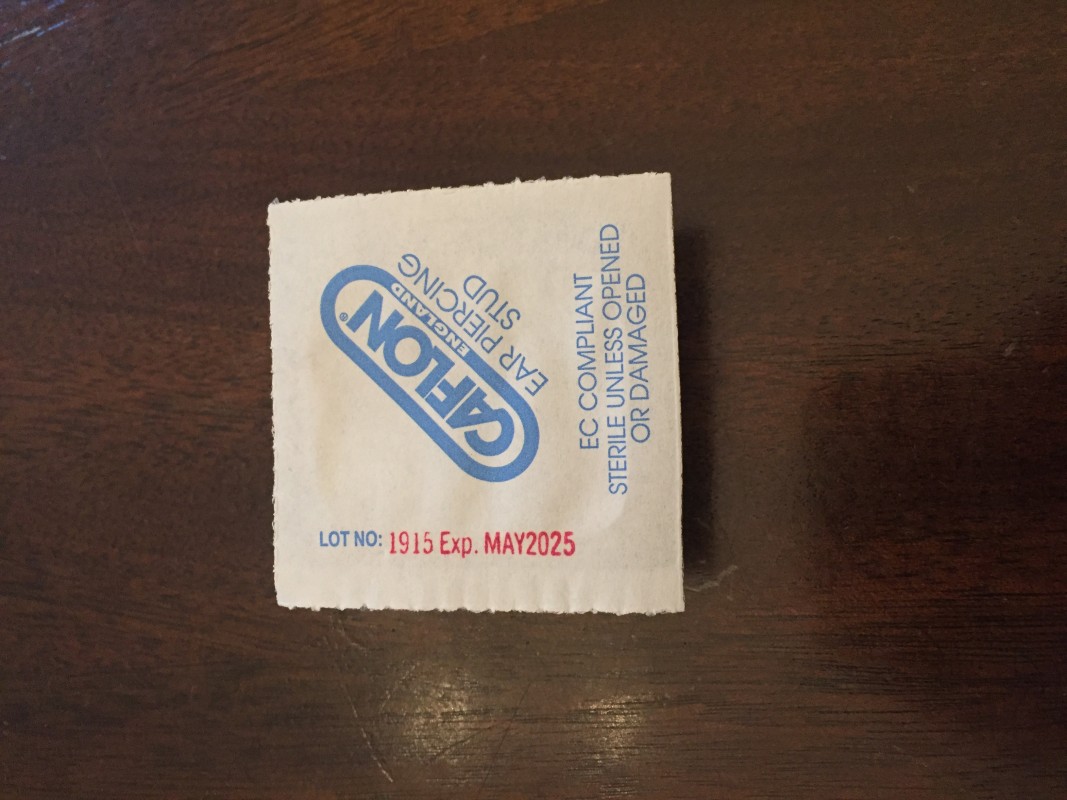 CAFLON®
ENGLAND
EAR PIERCING
STUD
EC COMPLIANT
STERILE UNLESS OPENED
OR DAMAGED
LOT NO: 1915 Exp. MAY2025